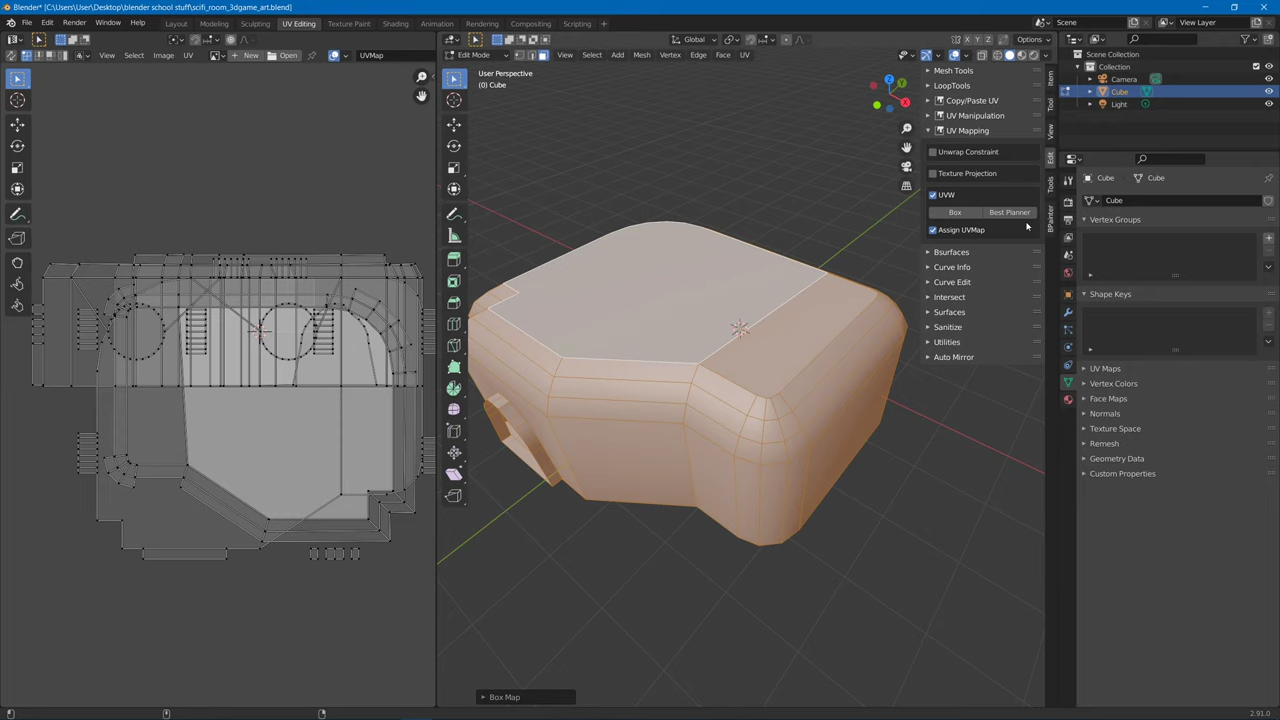 Blender* [C:\Users\User\Desktop\blender school stuff\scifi_room_3dgame_art.blend]
File Edit Render Window Help Layout Modeling Sculpting UV Editing Texture Paint Shading Animation Rendering Compositing Scripting + Scene View Layer
Global X Y Z Options
View Select Image UV New Open UVMap
Edit Mode View Select Add Mesh Vertex Edge Face UV
User Perspective
(0) Cube
Mesh Tools
LoopTools
Copy/Paste UV
UV Manipulation
UV Mapping
Unwrap Constraint
Texture Projection
UVW
Box Best Planner
Assign UVMap
Bsurfaces
Curve Info
Curve Edit
Intersect
Surfaces
Sanitize
Utilities
Auto Mirror
Item
Tool
View
Edit
Tools
BPainter
X
Y
Z
Scene Collection
Collection
Camera
Cube
Light
Cube Cube
Cube
Vertex Groups
Shape Keys
UV Maps
Vertex Colors
Face Maps
Normals
Texture Space
Remesh
Geometry Data
Custom Properties
Box Map
2.91.0